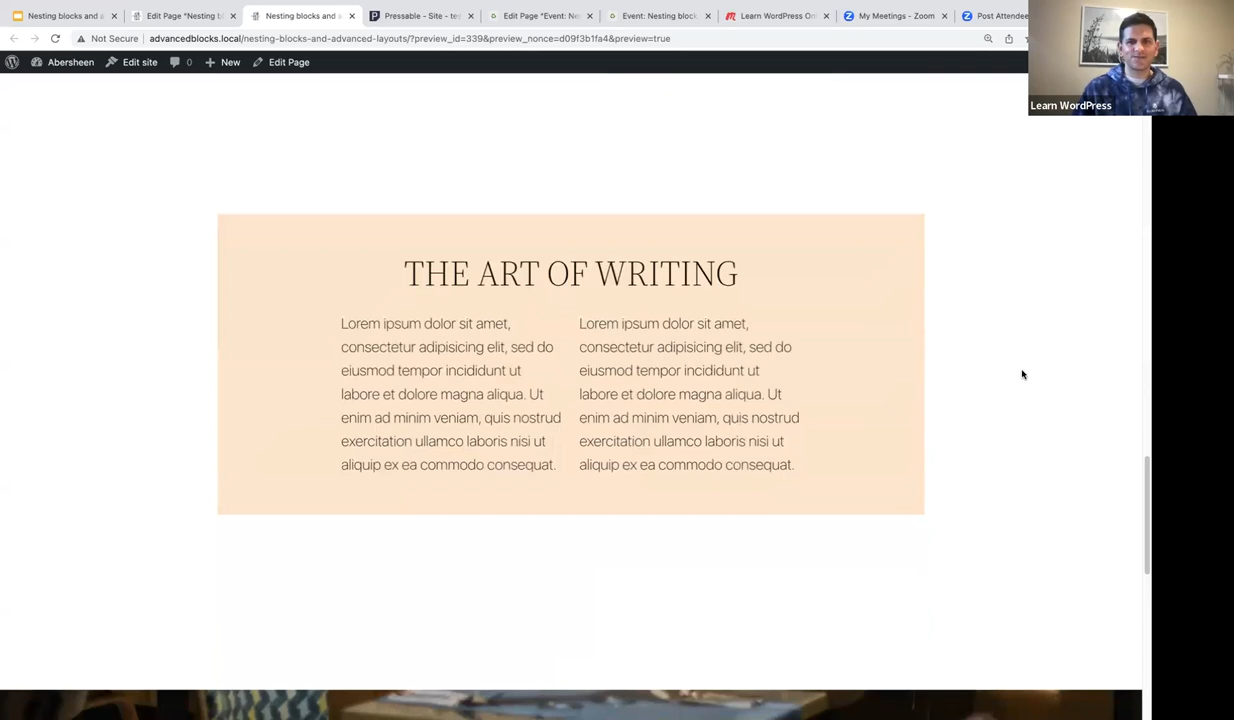 Nesting blocks and a
Edit Page "Nesting b
Nesting blocks and a
Pressable - Site - tes
Edit Page "Event: Ne
Event: Nesting block
Learn WordPress On
My Meetings - Zoom
Post Attendee
Not Secure
advancedblocks.local/nesting-blocks-and-advanced-layouts/?preview_id=339&preview_nonce=d09f3b1fa4&preview=true
Abersheen
Edit site
0
New
Edit Page
Learn WordPress
THE ART OF WRITING
Lorem ipsum dolor sit amet,
consectetur adipisicing elit, sed do
eiusmod tempor incididunt ut
labore et dolore magna aliqua. Ut
enim ad minim veniam, quis nostrud
exercitation ullamco laboris nisi ut
aliquip ex ea commodo consequat.
Lorem ipsum dolor sit amet,
consectetur adipisicing elit, sed do
eiusmod tempor incididunt ut
labore et dolore magna aliqua. Ut
enim ad minim veniam, quis nostrud
exercitation ullamco laboris nisi ut
aliquip ex ea commodo consequat.